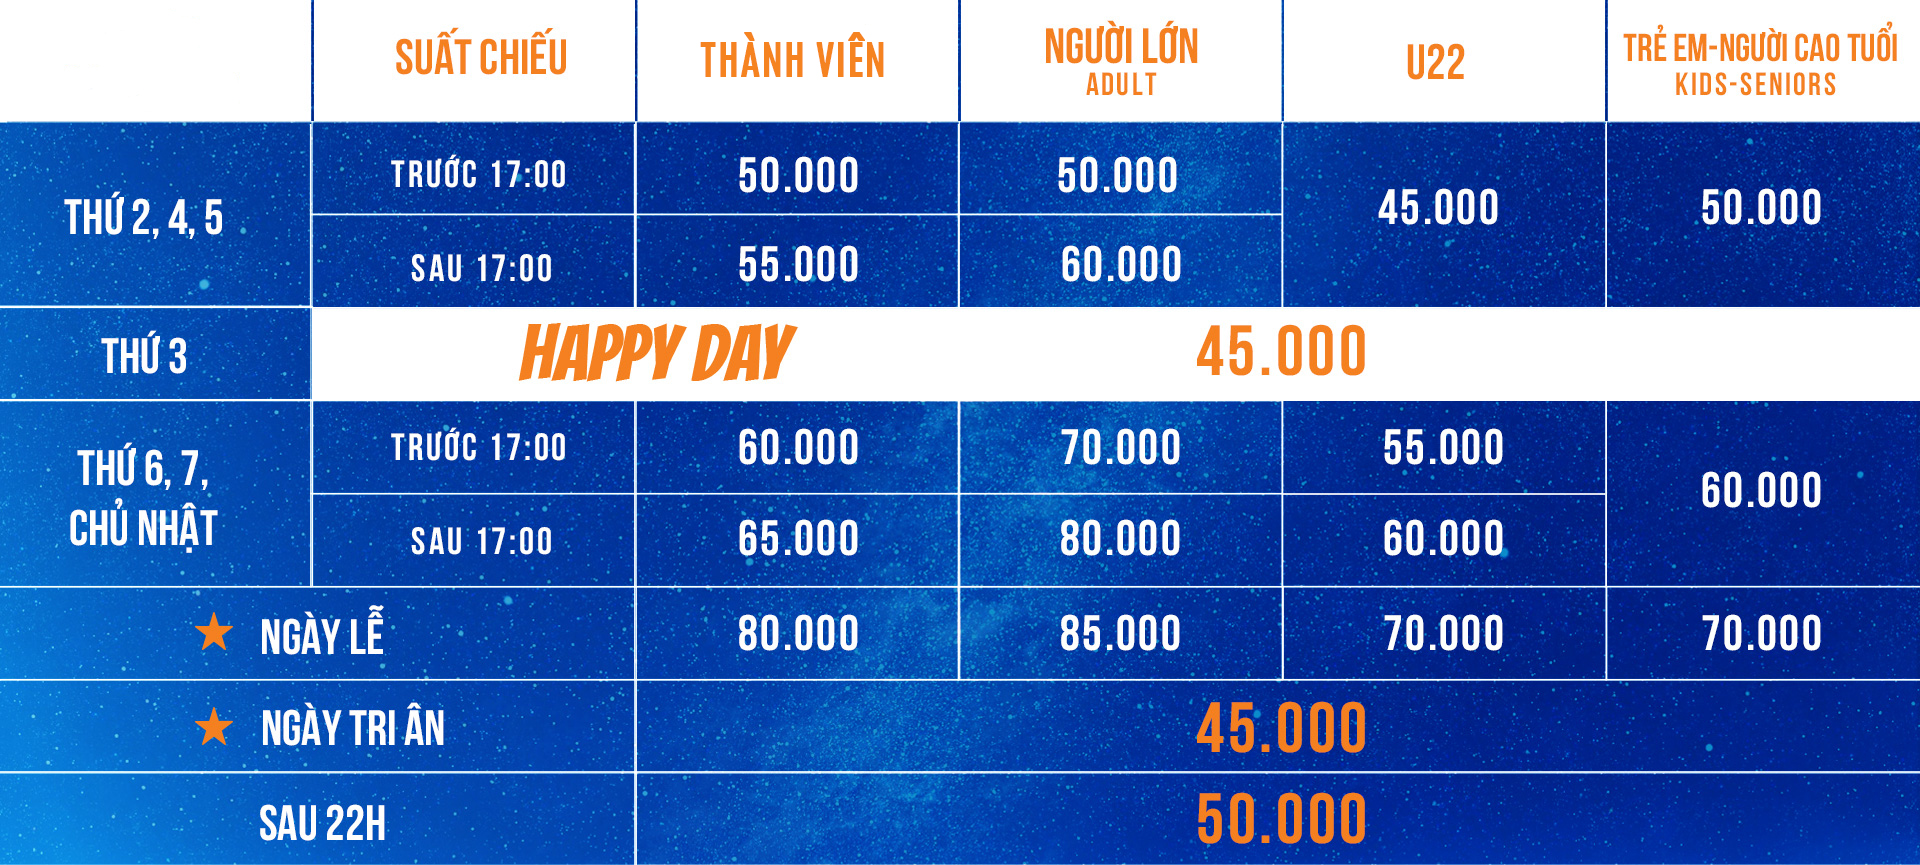 SUẤT CHIẾU
THÀNH VIÊN
NGƯỜI LỚN
ADULT
U22
TRẺ EM-NGƯỜI CAO TUỔI
KIDS-SENIORS
THỨ 2, 4, 5
TRƯỚC 17:00
50.000
50.000
45.000
50.000
SAU 17:00
55.000
60.000
THỨ 3
HAPPY DAY
45.000
THỨ 6, 7,
CHỦ NHẬT
TRƯỚC 17:00
60.000
70.000
55.000
60.000
SAU 17:00
65.000
80.000
60.000
NGÀY LỄ
80.000
85.000
70.000
70.000
NGÀY TRI ÂN
45.000
SAU 22H
50.000